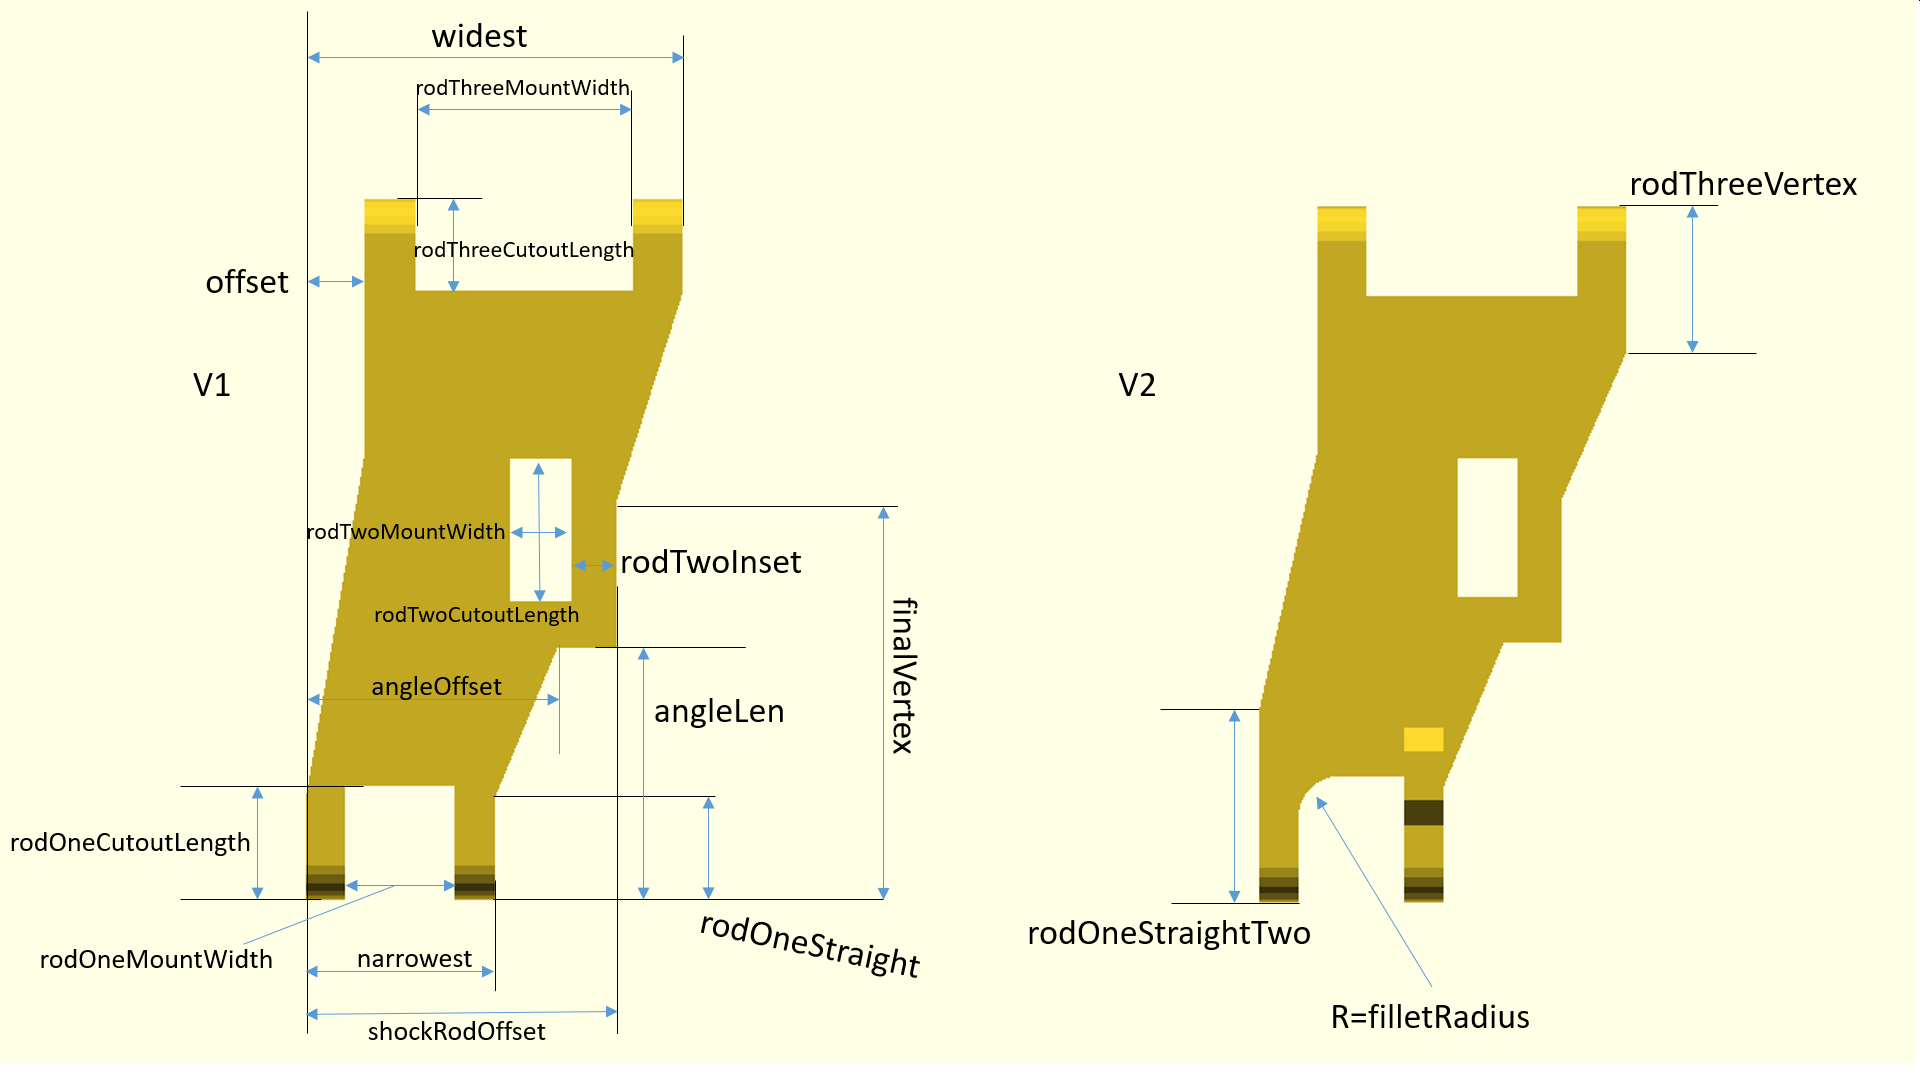 widest
rodThreeMountWidth
rodThreeCutoutLength
offset
V1
rodTwoMountWidth
rodTwoInset
rodTwoCutoutLength
finalVertex
angleOffset
angleLen
rodOneCutoutLength
rodOneMountWidth
narrowest
rodOneStraight
shockRodOffset
rodThreeVertex
V2
rodOneStraightTwo
R=filletRadius